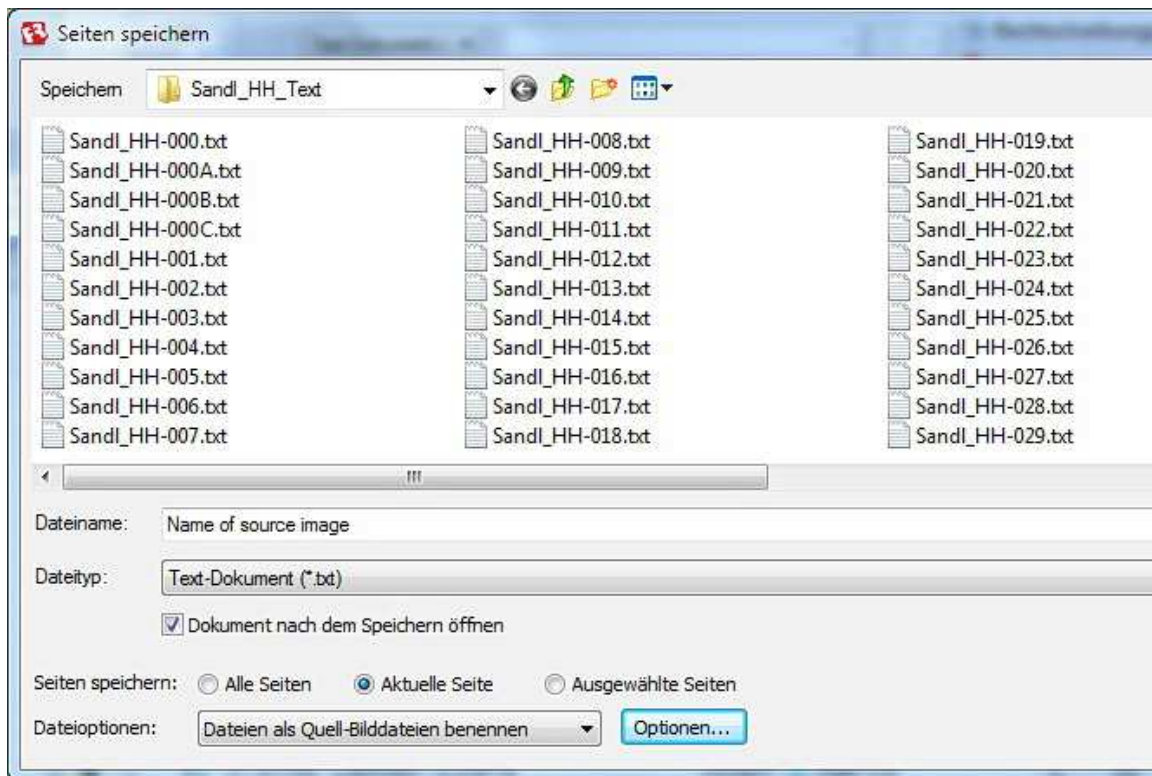 Seiten speichern
Speichern Sandl_HH_Text
Sandl_HH-000.txt
Sandl_HH-000A.txt
Sandl_HH-000B.txt
Sandl_HH-000C.txt
Sandl_HH-001.txt
Sandl_HH-002.txt
Sandl_HH-003.txt
Sandl_HH-004.txt
Sandl_HH-005.txt
Sandl_HH-006.txt
Sandl_HH-007.txt
Sandl_HH-008.txt
Sandl_HH-009.txt
Sandl_HH-010.txt
Sandl_HH-011.txt
Sandl_HH-012.txt
Sandl_HH-013.txt
Sandl_HH-014.txt
Sandl_HH-015.txt
Sandl_HH-016.txt
Sandl_HH-017.txt
Sandl_HH-018.txt
Sandl_HH-019.txt
Sandl_HH-020.txt
Sandl_HH-021.txt
Sandl_HH-022.txt
Sandl_HH-023.txt
Sandl_HH-024.txt
Sandl_HH-025.txt
Sandl_HH-026.txt
Sandl_HH-027.txt
Sandl_HH-028.txt
Sandl_HH-029.txt
Dateiname: Name of source image
Dateityp: Text-Dokument (*.txt)
Dokument nach dem Speichern öffnen
Seiten speichern: Alle Seiten Aktuelle Seite Ausgewählte Seiten
Dateioptionen: Dateien als Quell-Bilddateien benennen Optionen...